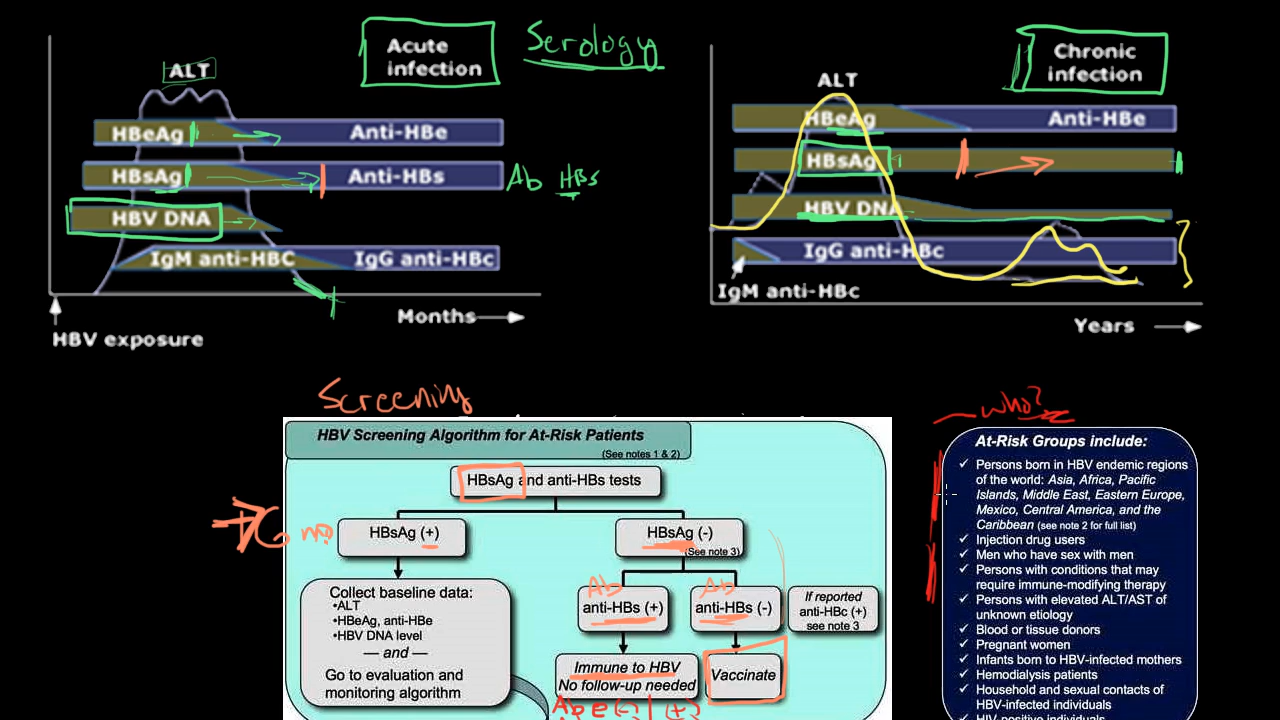 Acute
infection
Serology
ALT
HBeAg
Anti-HBe
HBsAg
Anti-HBs
Ab HBs
HBV DNA
IgM anti-HBC
IgG anti-HBc
Months
HBV exposure
Chronic
infection
ALT
HBeAg
Anti-HBe
HBsAg
HBV DNA
IgG anti-HBc
IgM anti-HBc
Years
Screening
HBV Screening Algorithm for At-Risk Patients
(See notes 1 & 2)
HBsAg and anti-HBs tests
6 mo
HBsAg (+)
HBsAg (-)
(See note 3)
Collect baseline data:
•ALT
•HBeAg, anti-HBe
•HBV DNA level
— and —
Go to evaluation and
monitoring algorithm
Ab
Ab
anti-HBs (+)
anti-HBs (-)
If reported
anti-HBc (+)
see note 3
Immune to HBV
No follow-up needed
Vaccinate
Ab e (-) | (+)
who?
At-Risk Groups include:
✓ Persons born in HBV endemic regions
of the world: Asia, Africa, Pacific
Islands, Middle East, Eastern Europe,
Mexico, Central America, and the
Caribbean (see note 2 for full list)
✓ Injection drug users
✓ Men who have sex with men
✓ Persons with conditions that may
require immune-modifying therapy
✓ Persons with elevated ALT/AST of
unknown etiology
✓ Blood or tissue donors
✓ Pregnant women
✓ Infants born to HBV-infected mothers
✓ Hemodialysis patients
✓ Household and sexual contacts of
HBV-infected individuals
✓ HIV-positive individuals